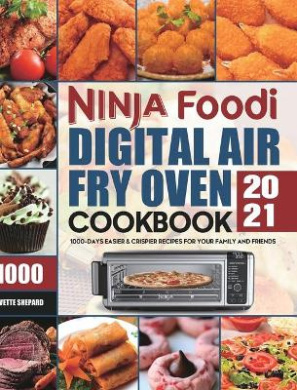 NINJA Foodi
DIGITAL AIR
FRY OVEN
COOKBOOK
20
21
1000-DAYS EASIER & CRISPIER RECIPES FOR YOUR FAMILY AND FRIENDS
1000
VETTE SHEPARD